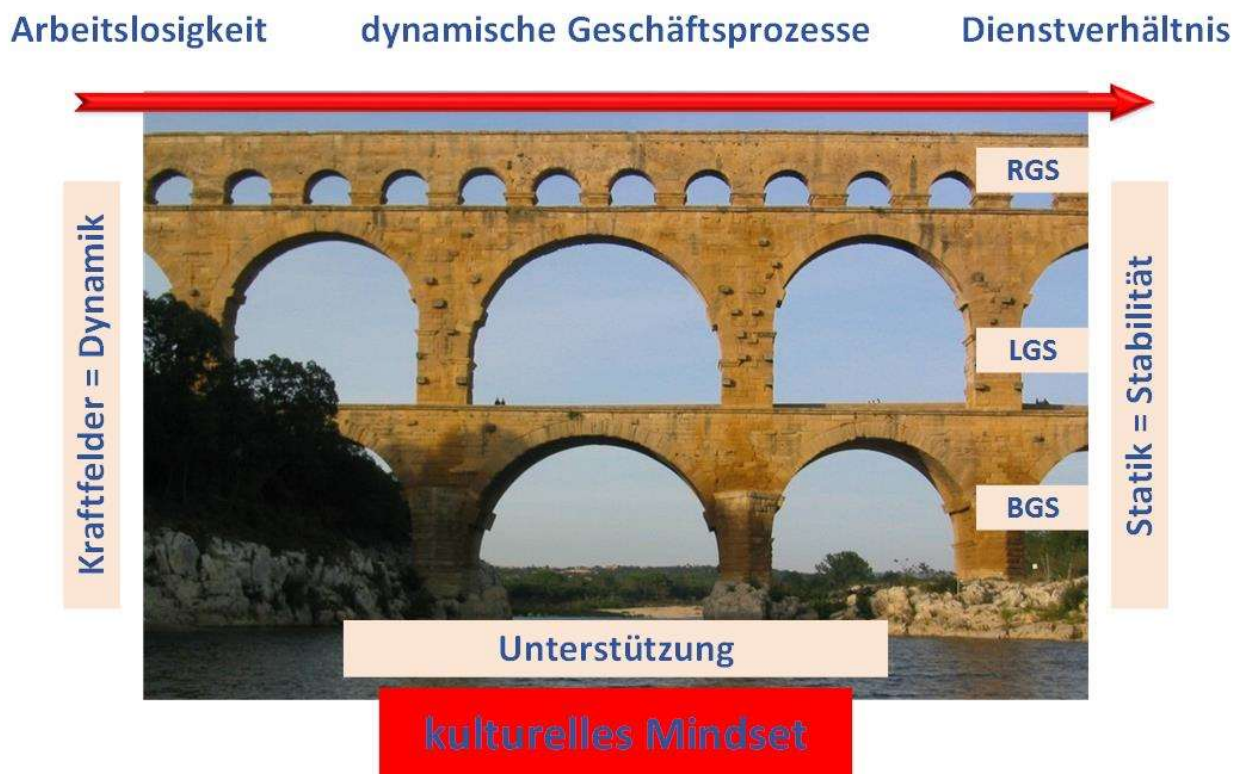 Arbeitslosigkeit dynamische Geschäftsprozesse Dienstverhältnis
RGS
Kraftfelder = Dynamik
LGS
Statik = Stabilität
BGS
Unterstützung
kulturelles Mindset